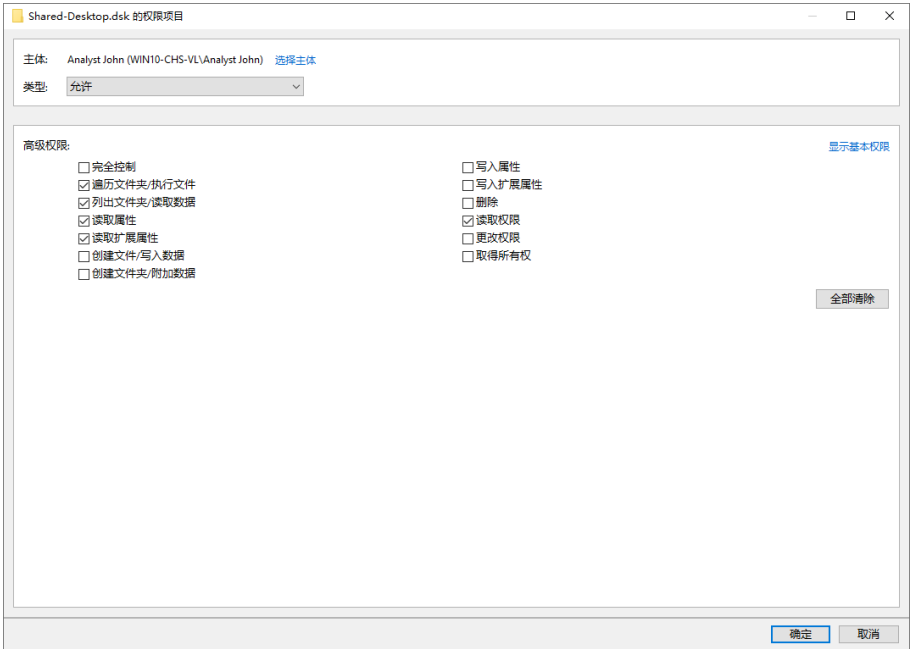 Shared-Desktop.dsk 的权限项目
主体: Analyst John (WIN10-CHS-VL\Analyst John) 选择主体
类型: 允许
高级权限: 显示基本权限
完全控制 写入属性
遍历文件夹/执行文件 写入扩展属性
列出文件夹/读取数据 删除
读取属性 读取权限
读取扩展属性 更改权限
创建文件/写入数据 取得所有权
创建文件夹/附加数据
全部清除
确定 取消